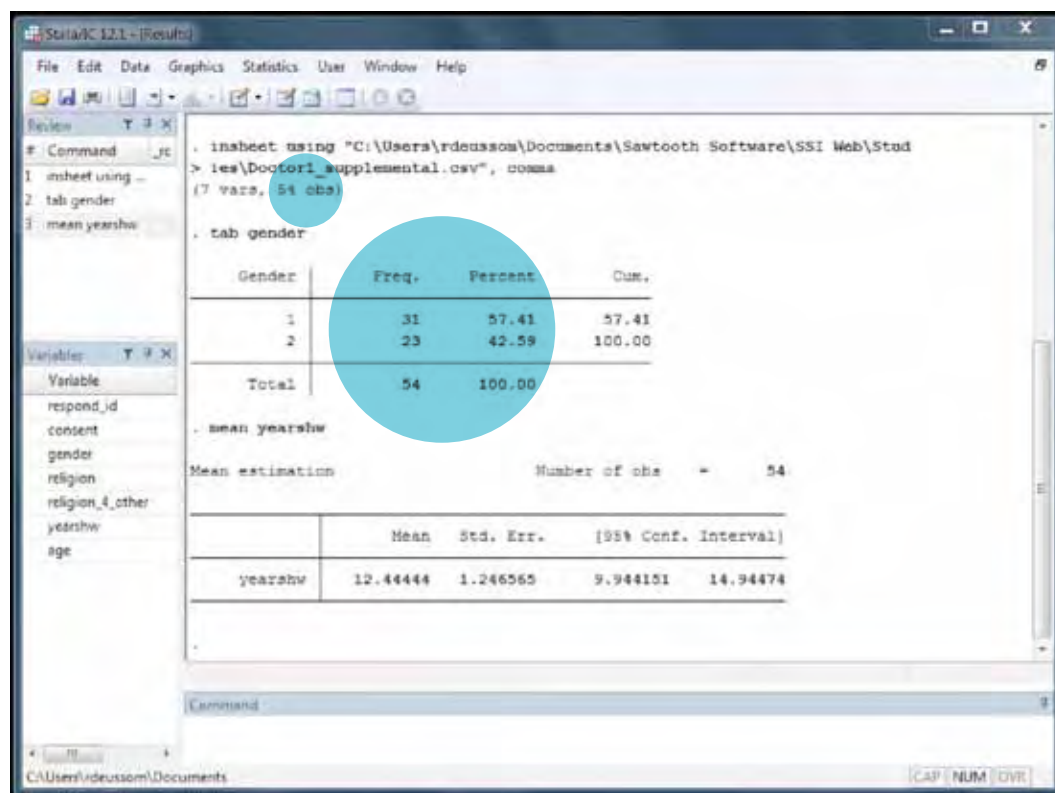 Stata/IC 12.1 - [Results]
File Edit Data Graphics Statistics User Window Help
Review
# Command _rc
1 insheet using ...
2 tab gender
3 mean yearshw
. insheet using "C:\Users\rdeussom\Documents\Sawtooth Software\SSI Web\Stud
> ies\Doctor1_supplemental.csv", comma
(7 vars, 54 obs)
. tab gender
Gender Freq. Percent Cum.
1 31 57.41 57.41
2 23 42.59 100.00
Total 54 100.00
. mean yearshw
Mean estimation Number of obs = 54
Mean Std. Err. [95% Conf. Interval]
yearshw 12.44444 1.246565 9.944151 14.94474
.
Variables
Variable
respond_id
consent
gender
religion
religion_4_other
yearshw
age
Command
C:\Users\rdeussom\Documents
CAP NUM OVR